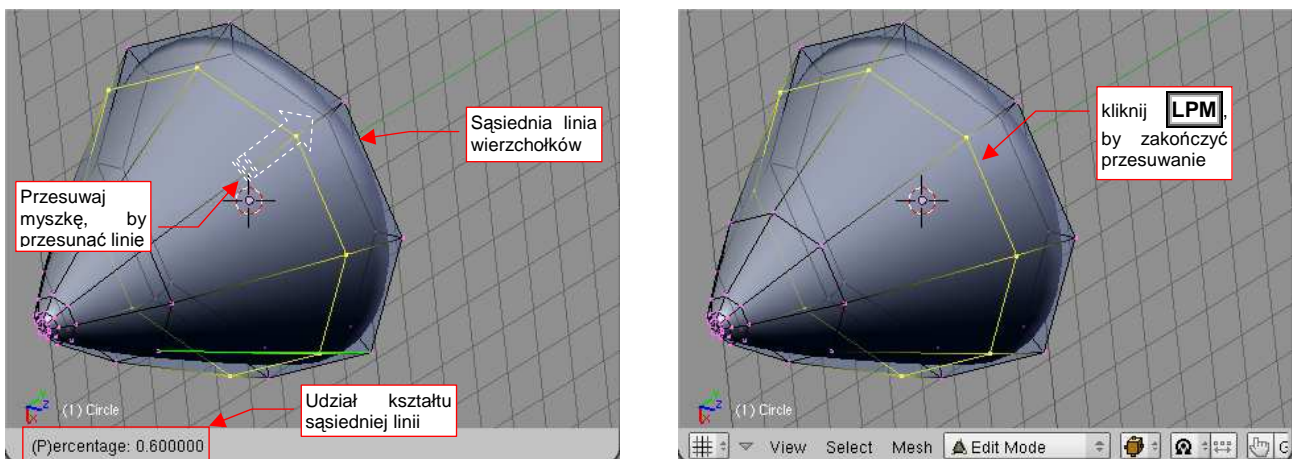 Sąsiednia linia
wierzchołków
Przesuwaj
myszkę, by
przesunać linie
Udział kształtu
sąsiedniej linii
(1) Circle
(P)ercentage: 0.600000
kliknij LPM,
by zakończyć
przesuwanie
(1) Circle
View Select Mesh Edit Mode G